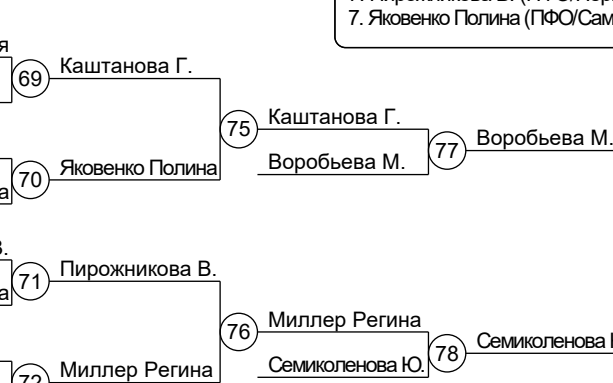 7. Яковенко Полина (ПФО/Сам
я
69 Каштанова Г.
75 Каштанова Г.
77 Воробьева М.
Воробьева М.
70 Яковенко Полина
а
В.
71 Пирожникова В.
а
76 Миллер Регина
78 Семиколенова
Семиколенова Ю.
72 Миллер Регина